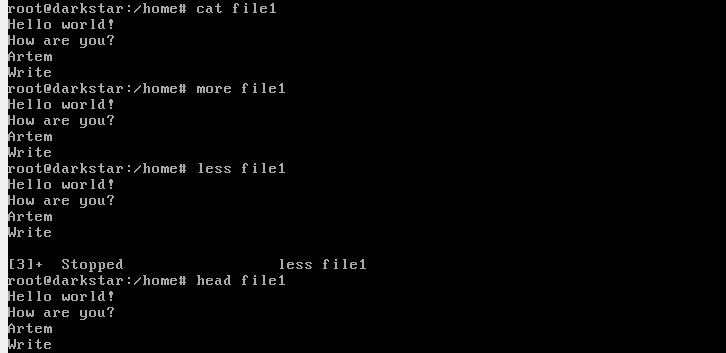 root@darkstar:/home# cat file1
Hello world!
How are you?
Artem
Write
root@darkstar:/home# more file1
Hello world!
How are you?
Artem
Write
root@darkstar:/home# less file1
Hello world!
How are you?
Artem
Write
[3]+  Stopped                 less file1
root@darkstar:/home# head file1
Hello world!
How are you?
Artem
Write